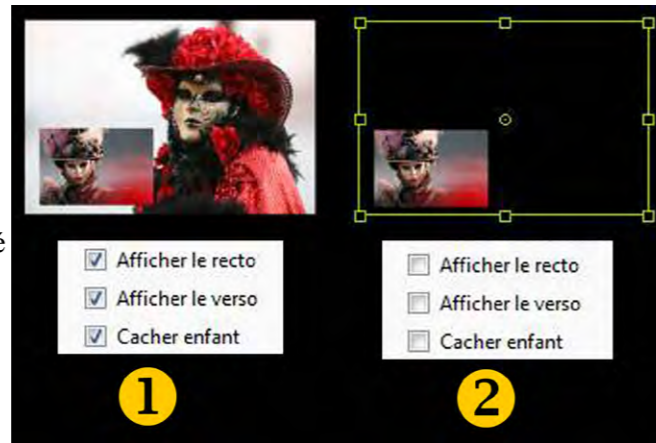 é
Afficher le recto
Afficher le verso
Cacher enfant
1
Afficher le recto
Afficher le verso
Cacher enfant
2